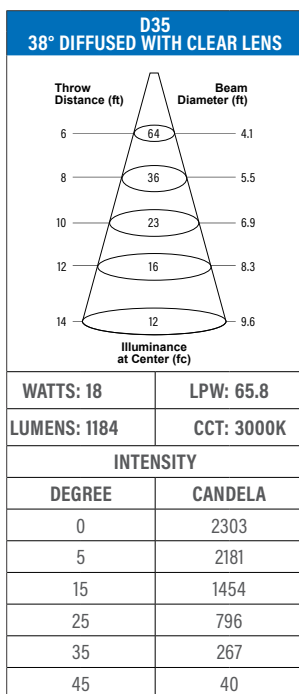 D35
38° DIFFUSED WITH CLEAR LENS
Throw Distance (ft)
Beam Diameter (ft)
6 64 4.1
8 36 5.5
10 23 6.9
12 16 8.3
14 12 9.6
Illuminance
at Center (fc)
WATTS: 18 LPW: 65.8
LUMENS: 1184 CCT: 3000K
INTENSITY
DEGREE CANDELA
0 2303
5 2181
15 1454
25 796
35 267
45 40